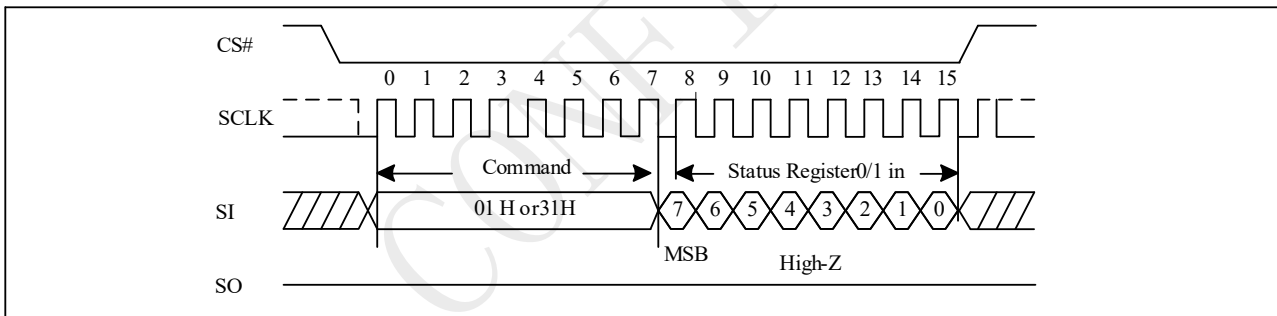 CS#
0 1 2 3 4 5 6 7 8 9 10 11 12 13 14 15
SCLK
Command
Status Register0/1 in
SI
01 H or31H
7 6 5 4 3 2 1 0
MSB
High-Z
SO